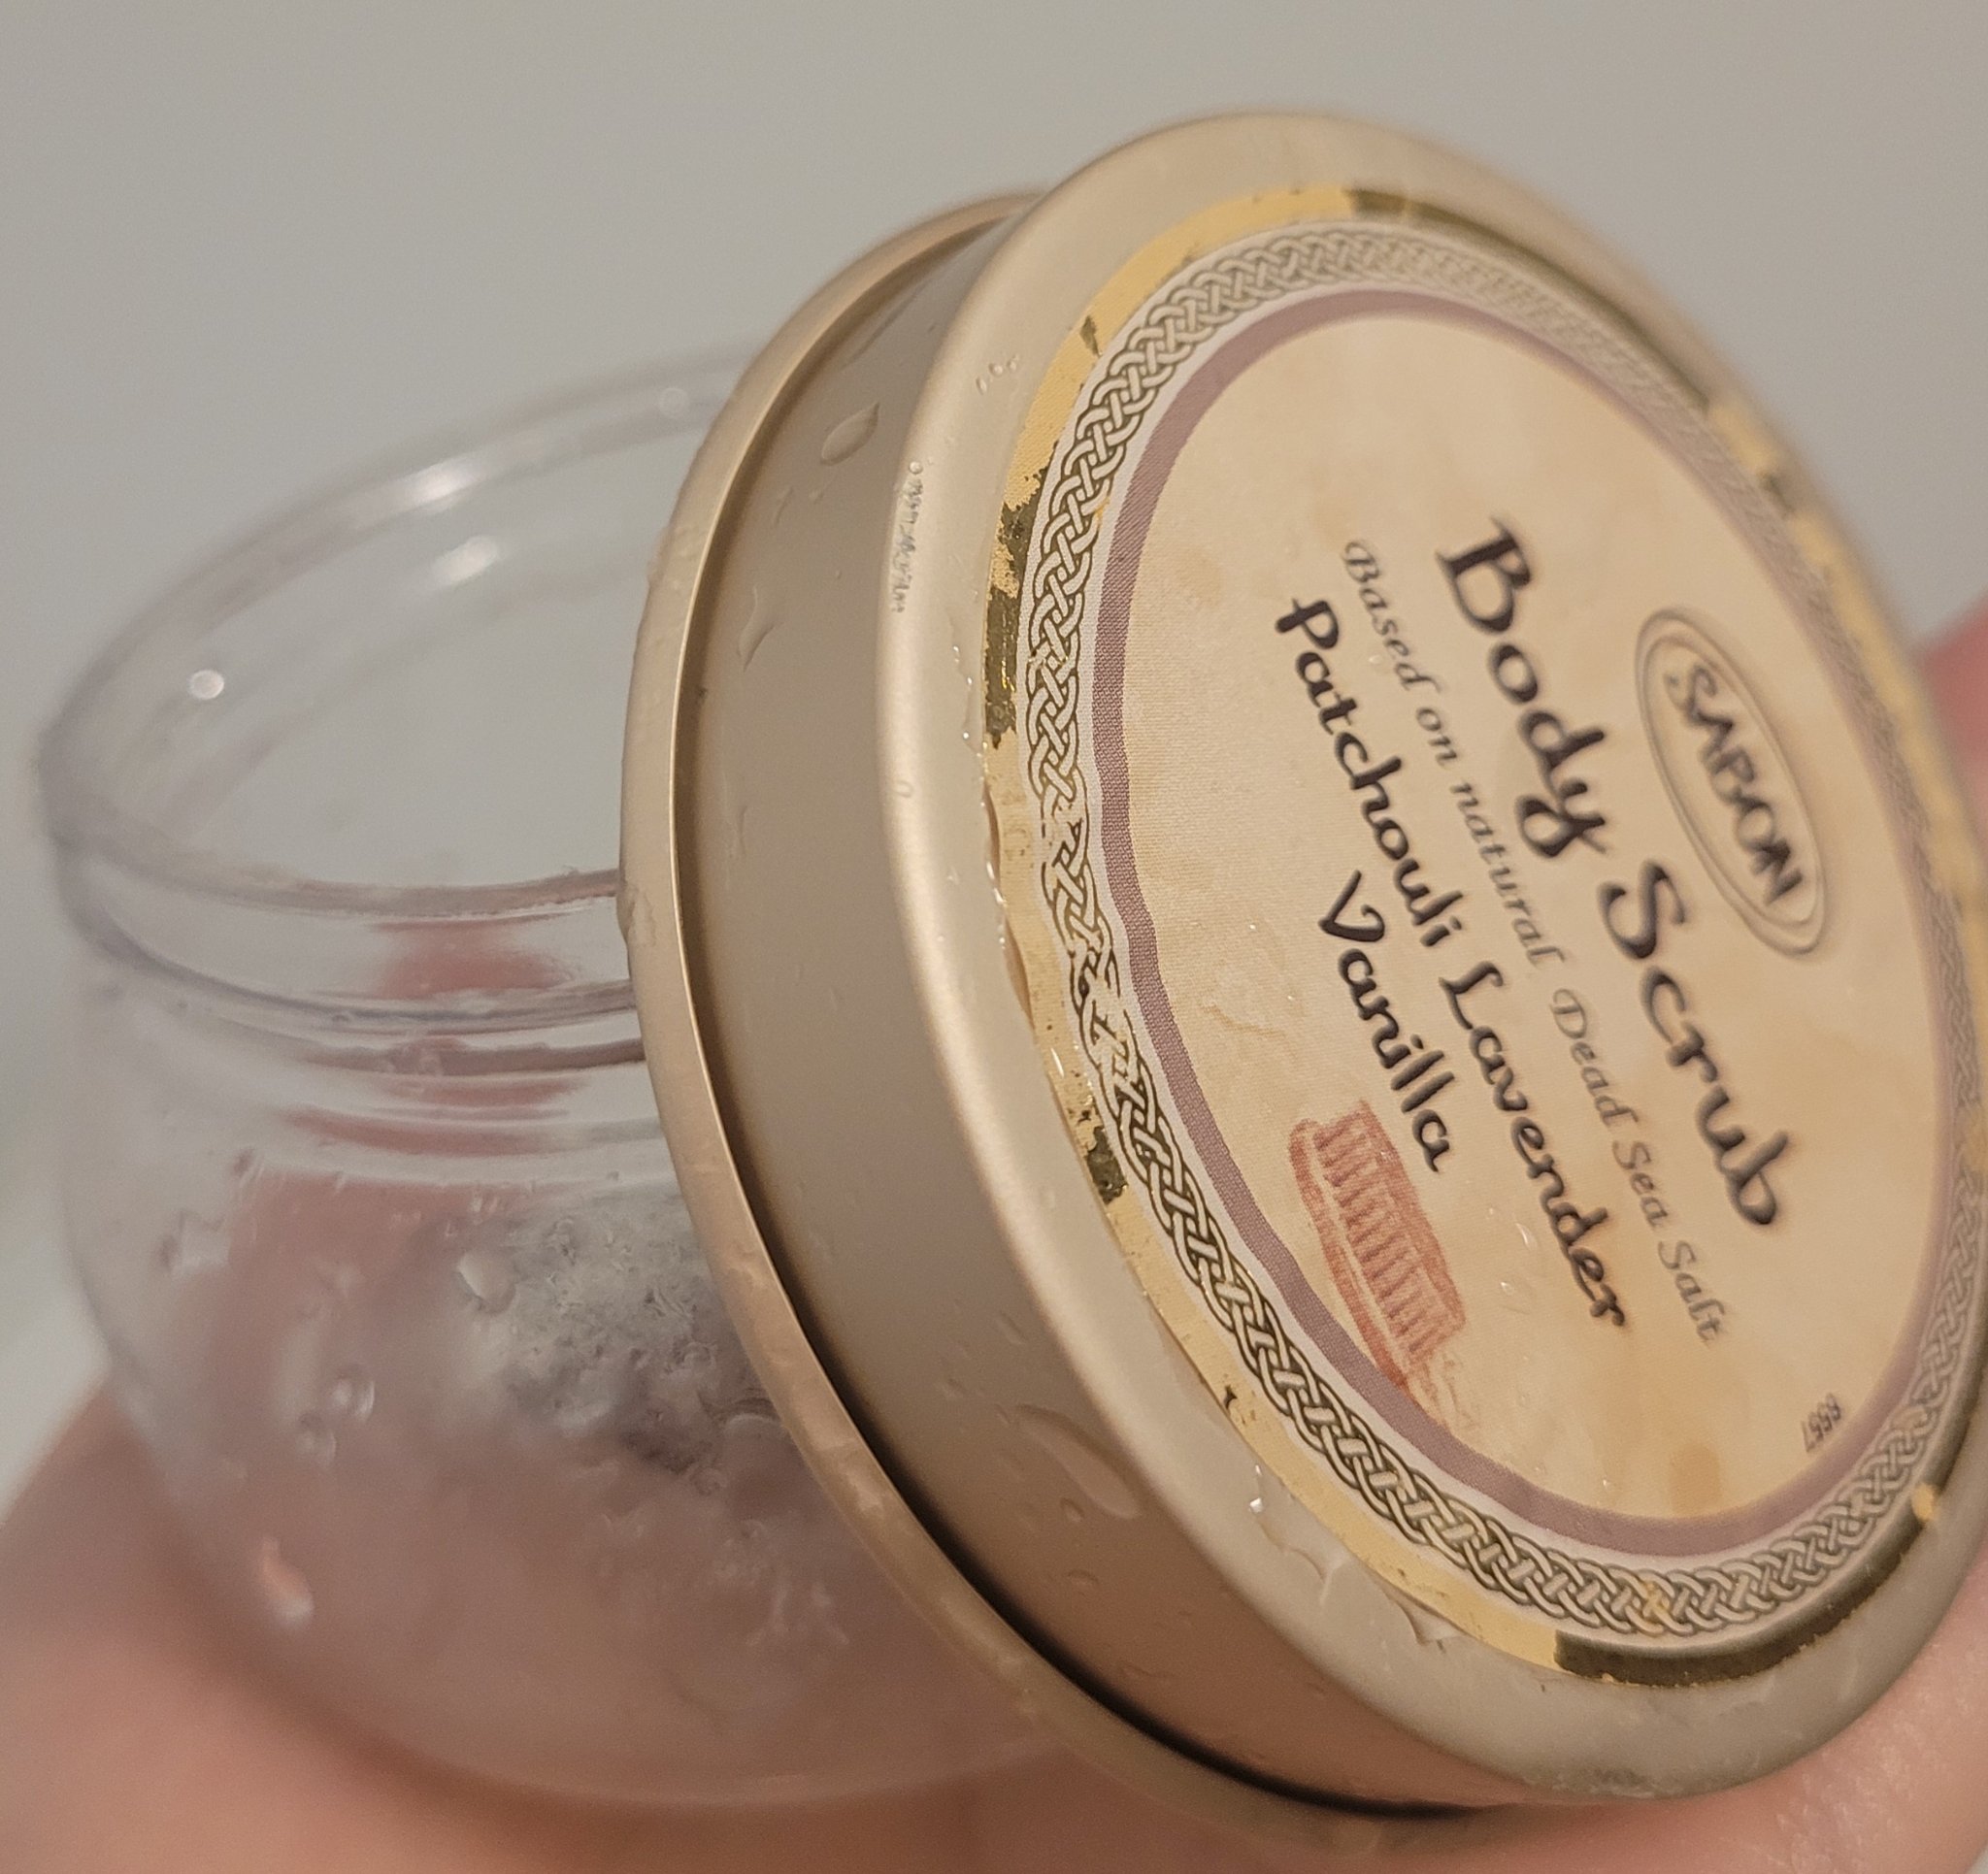 SABON
Body Scrub
Based on natural Dead Sea Salt
Patchouli Lavender
Vanilla